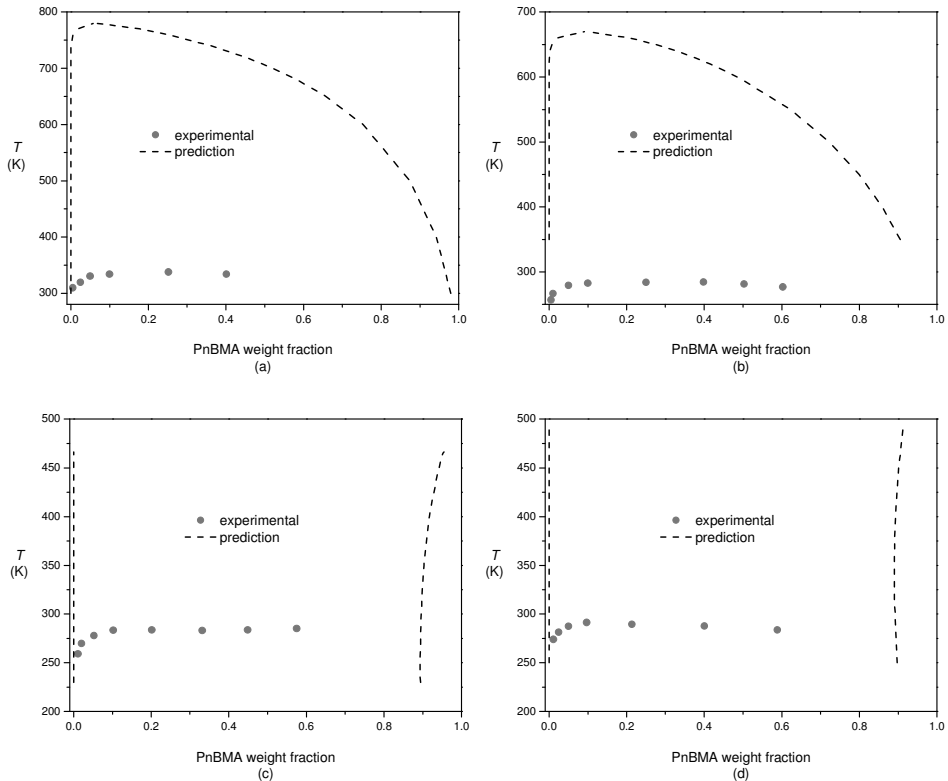 800
700
600
500
400
300
T
(K)
experimental
prediction
0.0 0.2 0.4 0.6 0.8 1.0
PnBMA weight fraction
(a)
700
650
600
550
500
450
400
350
300
T
(K)
experimental
prediction
0.0 0.2 0.4 0.6 0.8 1.0
PnBMA weight fraction
(b)
500
450
400
350
300
250
200
T
(K)
experimental
prediction
0.0 0.2 0.4 0.6 0.8 1.0
PnBMA weight fraction
(c)
500
450
400
350
300
250
200
T
(K)
experimental
prediction
0.0 0.2 0.4 0.6 0.8 1.0
PnBMA weight fraction
(d)